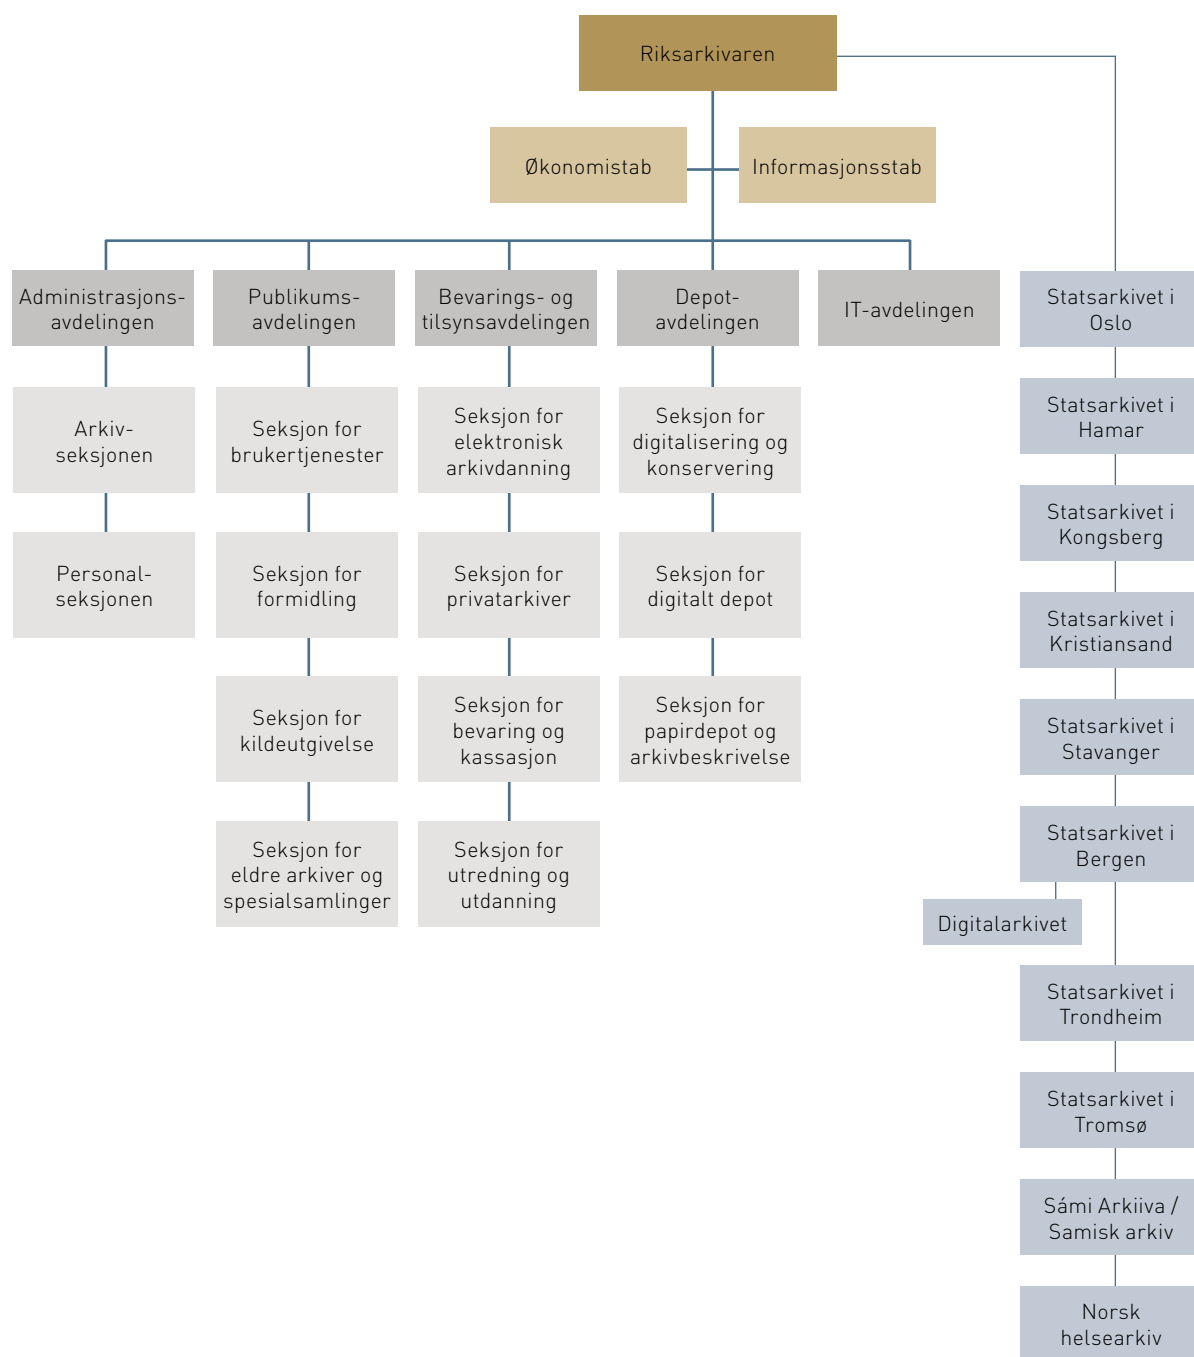 Riksarkivaren
Økonomistab
Informasjonsstab
Administrasjons-
avdelingen
Publikums-
avdelingen
Bevarings- og
tilsynsavdelingen
Depot-
avdelingen
IT-avdelingen
Arkiv-
seksjonen
Personal-
seksjonen
Seksjon for
brukertjenester
Seksjon for
formidling
Seksjon for
kildeutgivelse
Seksjon for
eldre arkiver og
spesialsamlinger
Seksjon for
elektronisk
arkivdanning
Seksjon for
privatarkiver
Seksjon for
bevaring og
kassasjon
Seksjon for
utredning og
utdanning
Seksjon for
digitalisering og
konservering
Seksjon for
digitalt depot
Seksjon for
papirdepot og
arkivbeskrivelse
Statsarkivet i
Oslo
Statsarkivet i
Hamar
Statsarkivet i
Kongsberg
Statsarkivet i
Kristiansand
Statsarkivet i
Stavanger
Statsarkivet i
Bergen
Digitalarkivet
Statsarkivet i
Trondheim
Statsarkivet i
Tromsø
Sámi Arkiiva /
Samisk arkiv
Norsk
helsearkiv